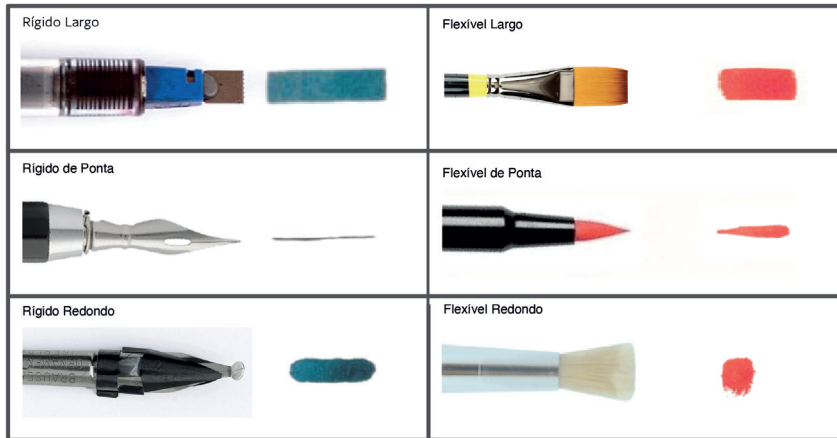 Rígido Largo
Flexível Largo
Rígido de Ponta
Flexível de Ponta
Rígido Redondo
Flexível Redondo